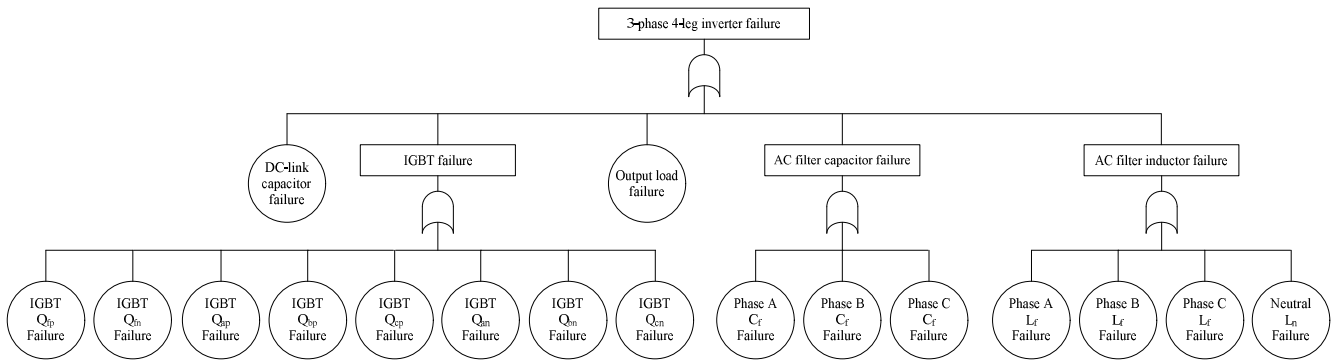 3-phase 4-leg inverter failure
DC-link
capacitor
failure
IGBT failure
Output load
failure
AC filter capacitor failure
AC filter inductor failure
IGBT
Qfp
Failure
IGBT
Qfn
Failure
IGBT
Qap
Failure
IGBT
Qbp
Failure
IGBT
Qcp
Failure
IGBT
Qan
Failure
IGBT
Qbn
Failure
IGBT
Qcn
Failure
Phase A
Cf
Failure
Phase B
Cf
Failure
Phase C
Cf
Failure
Phase A
Lf
Failure
Phase B
Lf
Failure
Phase C
Lf
Failure
Neutral
Ln
Failure